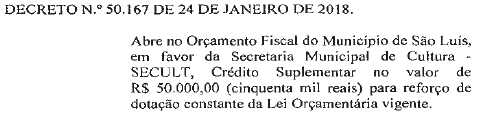 DECRETO N.º 50.167 DE 24 DE JANEIRO DE 2018.
Abre no Orçamento Fiscal do Município de São Luís,
em favor da Secretaria Municipal de Cultura -
SECULT, Crédito Suplementar no valor de
R$ 50.000,00 (cinquenta mil reais) para reforço de
dotação constante da Lei Orçamentária vigente.